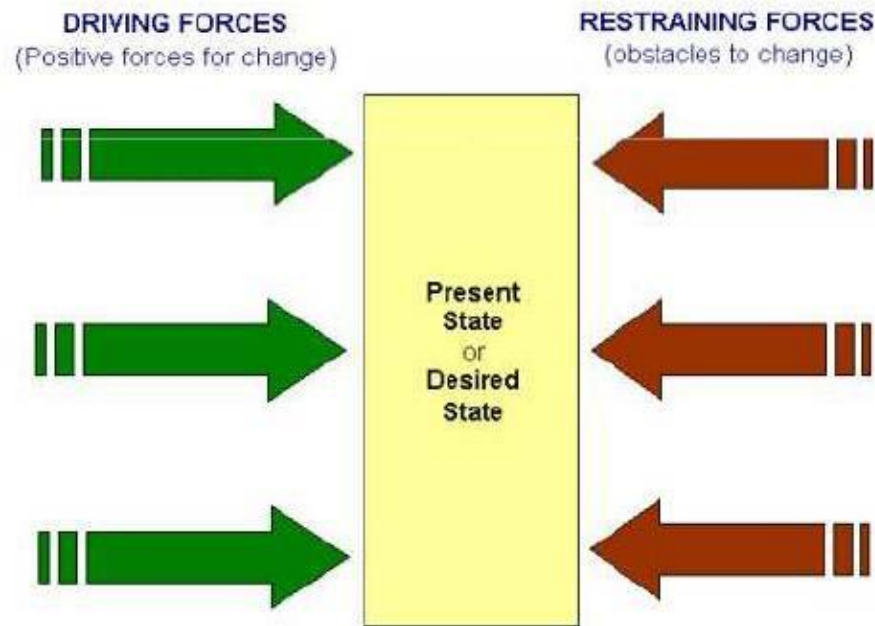 DRIVING FORCES
(Positive forces for change)
RESTRAINING FORCES
(obstacles to change)
Present
State
or
Desired
State